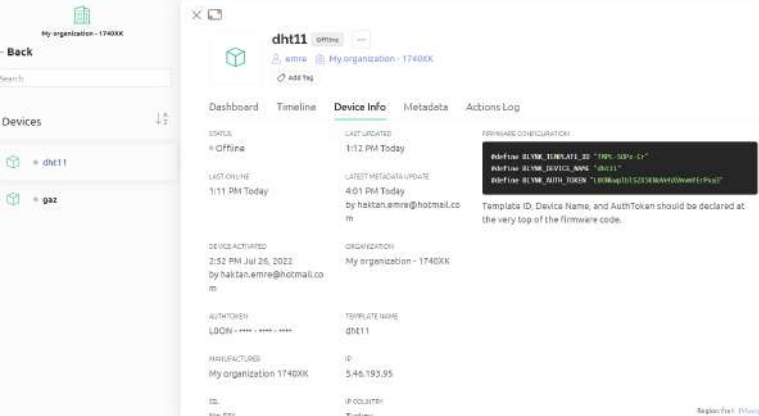 My organization - 1740XK
Back
Search
Devices
dht11
gaz
dht11 Offline
emre My organization - 1740XK
Add Tag
Dashboard Timeline Device Info Metadata Actions Log
STATUS
Offline
LAST UPDATED
1:12 PM Today
LAST ONLINE
1:11 PM Today
LATEST METADATA UPDATE
4:01 PM Today
by haktan.emre@hotmail.co
m
DEVICE ACTIVATED
2:52 PM Jul 26, 2022
by haktan.emre@hotmail.co
m
ORGANIZATION
My organization - 1740XK
AUTHTOKEN
L0ON - •••• - •••• - ••••
TEMPLATE NAME
dht11
MANUFACTURER
My organization 1740XK
IP
5.46.193.95
SSL
No SSL
IP COUNTRY
Turkey
FIRMWARE CONFIGURATION
#define BLYNK_TEMPLATE_ID
#define BLYNK_DEVICE_NAME "dht11"
#define BLYNK_AUTH_TOKEN
Template ID, Device Name, and AuthToken should be declared at
the very top of the firmware code.
Region: fra1 Privacy